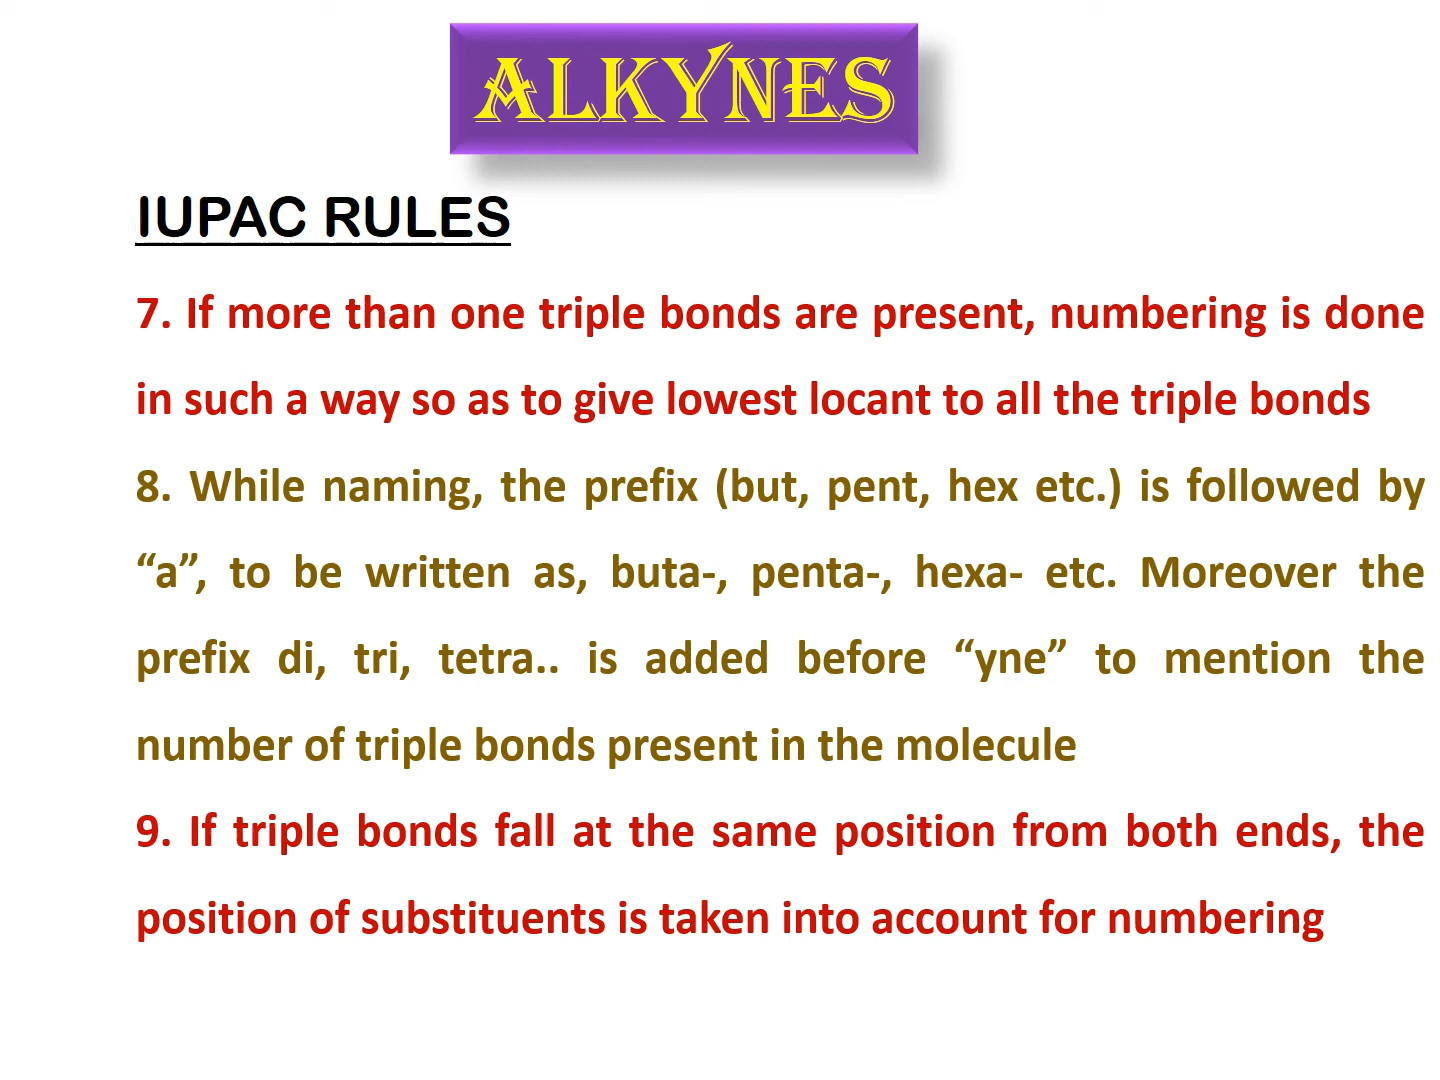 ALKYNES
IUPAC RULES
7. If more than one triple bonds are present, numbering is done
in such a way so as to give lowest locant to all the triple bonds
8. While naming, the prefix (but, pent, hex etc.) is followed by
“a”, to be written as, buta-, penta-, hexa- etc. Moreover the
prefix di, tri, tetra.. is added before “yne” to mention the
number of triple bonds present in the molecule
9. If triple bonds fall at the same position from both ends, the
position of substituents is taken into account for numbering